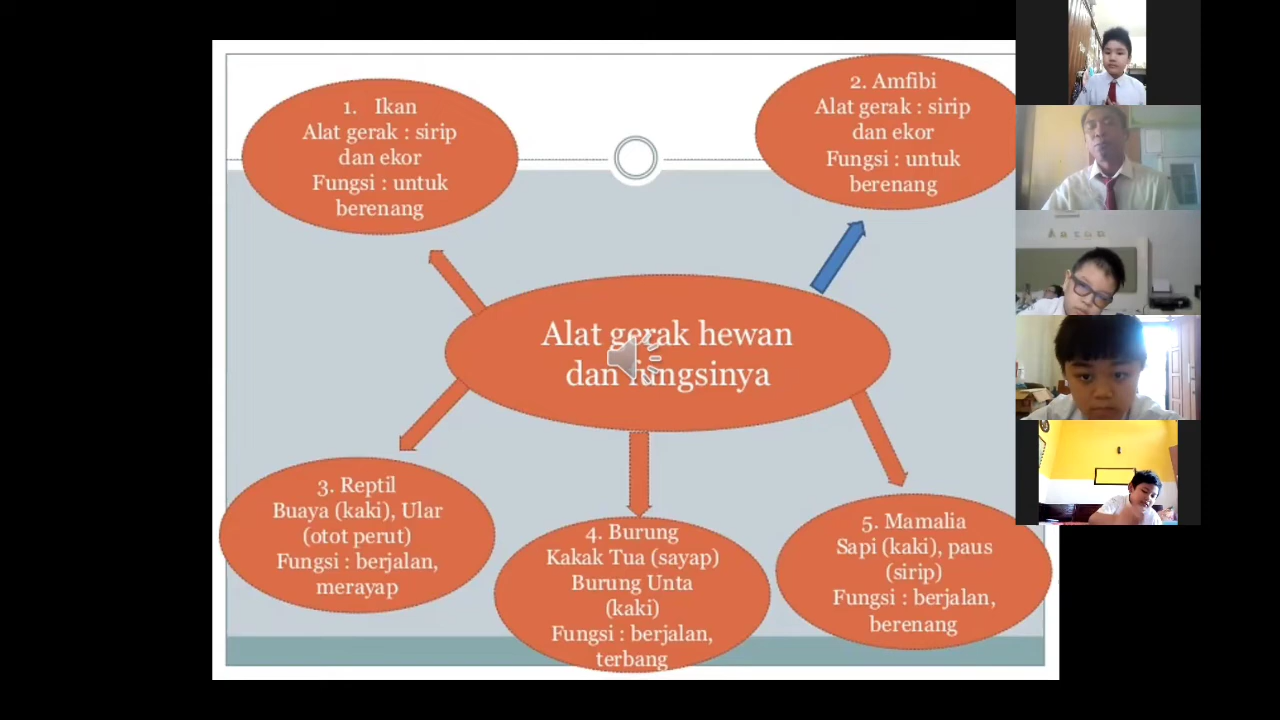 1. Ikan
Alat gerak : sirip
dan ekor
Fungsi : untuk
berenang
2. Amfibi
Alat gerak : sirip
dan ekor
Fungsi : untuk
berenang
Alat gerak hewan
dan fungsinya
3. Reptil
Buaya (kaki), Ular
(otot perut)
Fungsi : berjalan,
merayap
4. Burung
Kakak Tua (sayap)
Burung Unta
(kaki)
Fungsi : berjalan,
terbang
5. Mamalia
Sapi (kaki), paus
(sirip)
Fungsi : berjalan,
berenang